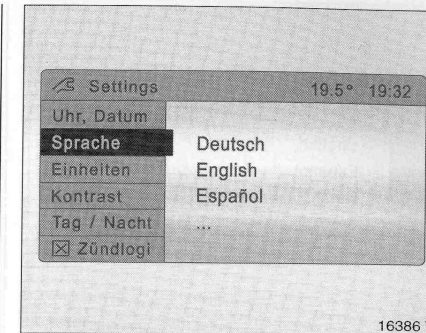 Settings 19.5° 19:32
Uhr, Datum
Sprache Deutsch
Einheiten English
Kontrast Español
Tag / Nacht ...
Zündlogi
16386